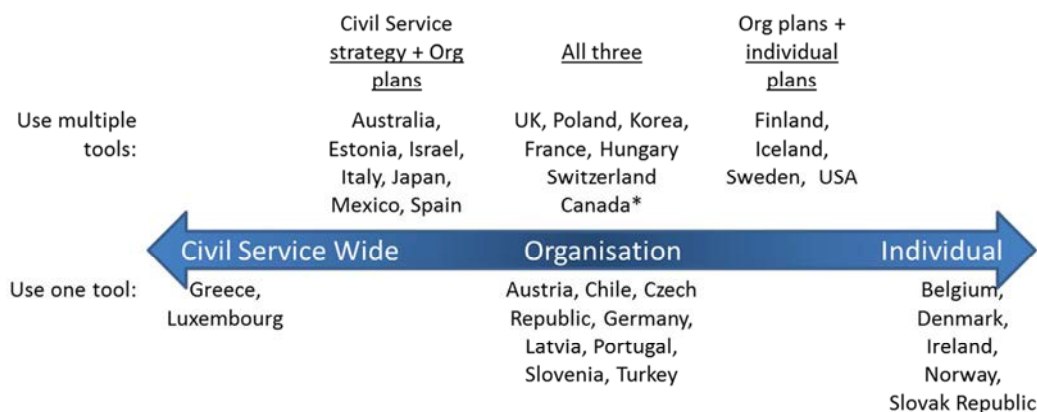 Civil Service
strategy + Org
plans
All three
Org plans +
individual
plans
Use multiple
tools:
Australia,
Estonia, Israel,
Italy, Japan,
Mexico, Spain
UK, Poland, Korea,
France, Hungary
Switzerland
Canada*
Finland,
Iceland,
Sweden, USA
Civil Service Wide
Organisation
Individual
Use one tool:
Greece,
Luxembourg
Austria, Chile, Czech
Republic, Germany,
Latvia, Portugal,
Slovenia, Turkey
Belgium,
Denmark,
Ireland,
Norway,
Slovak Republic